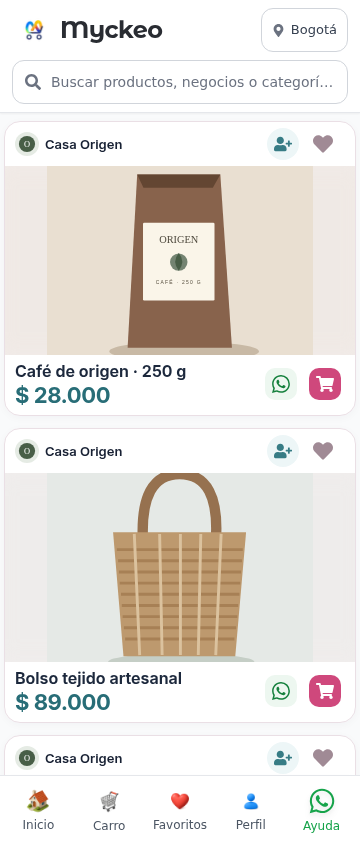 Myckeo
Bogotá
Buscar productos, negocios o categorí...
O
Casa Origen
ORIGEN
CAFÉ · 250 G
Café de origen · 250 g
$ 28.000
O
Casa Origen
Bolso tejido artesanal
$ 89.000
O
Casa Origen
Inicio
Carro
Favoritos
Perfil
Ayuda